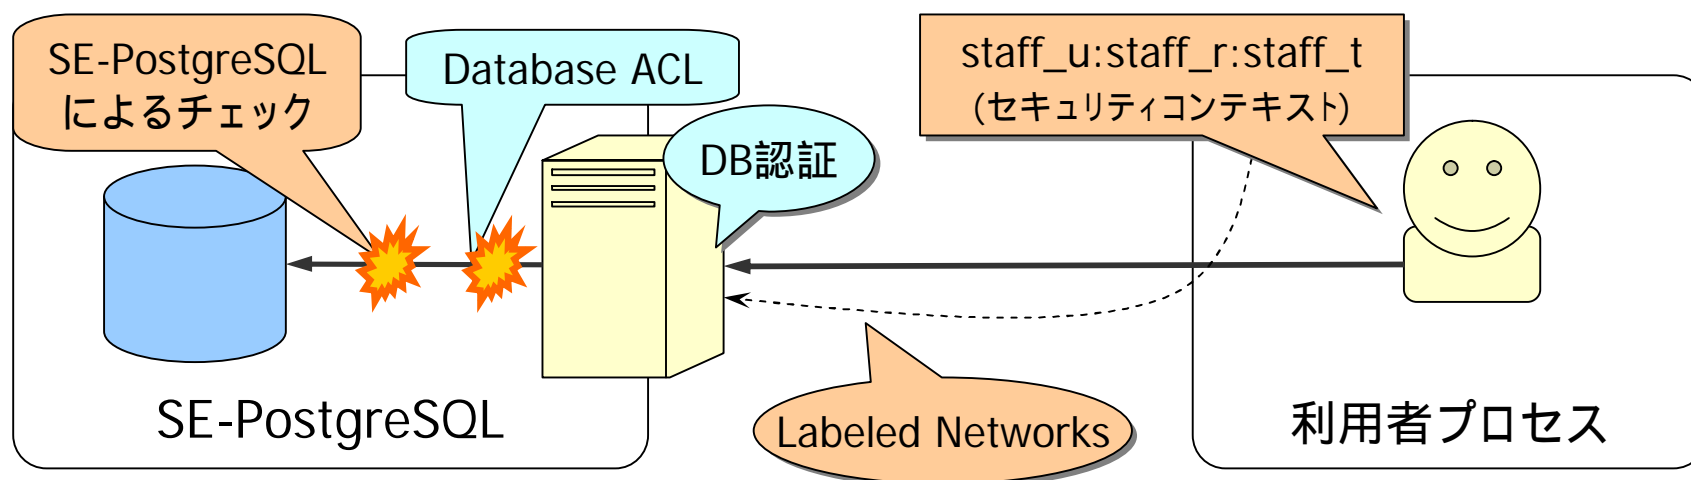 SE-PostgreSQL
によるチェック
Database ACL
DB認証
staff_u:staff_r:staff_t
(セキュリティコンテキスト)
Labeled Networks
SE-PostgreSQL
利用者プロセス